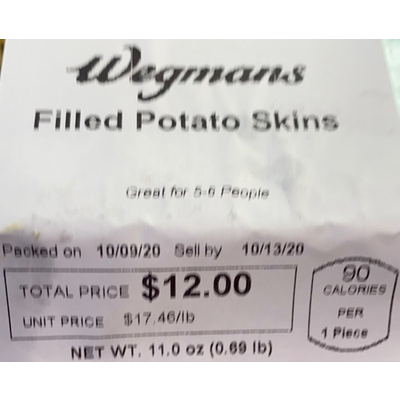 Wegmans
Filled Potato Skins
Great for 5-6 People
Packed on 10/09/20 Sell by 10/13/20
TOTAL PRICE $12.00
UNIT PRICE $17.46/lb
90
CALORIES
PER
1 Piece
NET WT. 11.0 oz (0.69 lb)